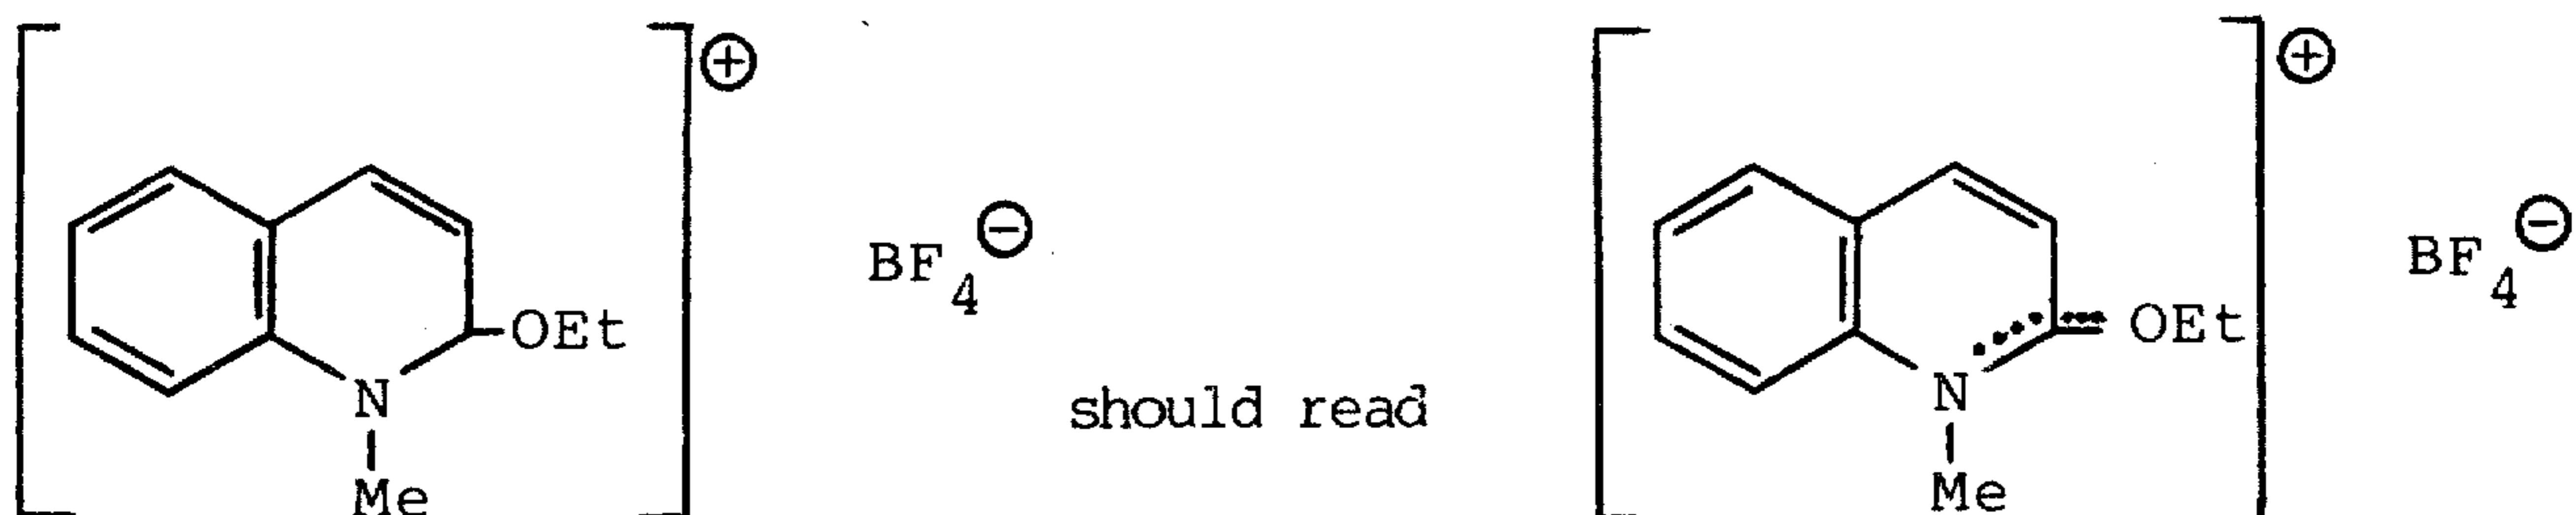 ⊕ ⊕
BF4⊖ BF4⊖
OEt OEt
N should read N
Me Me